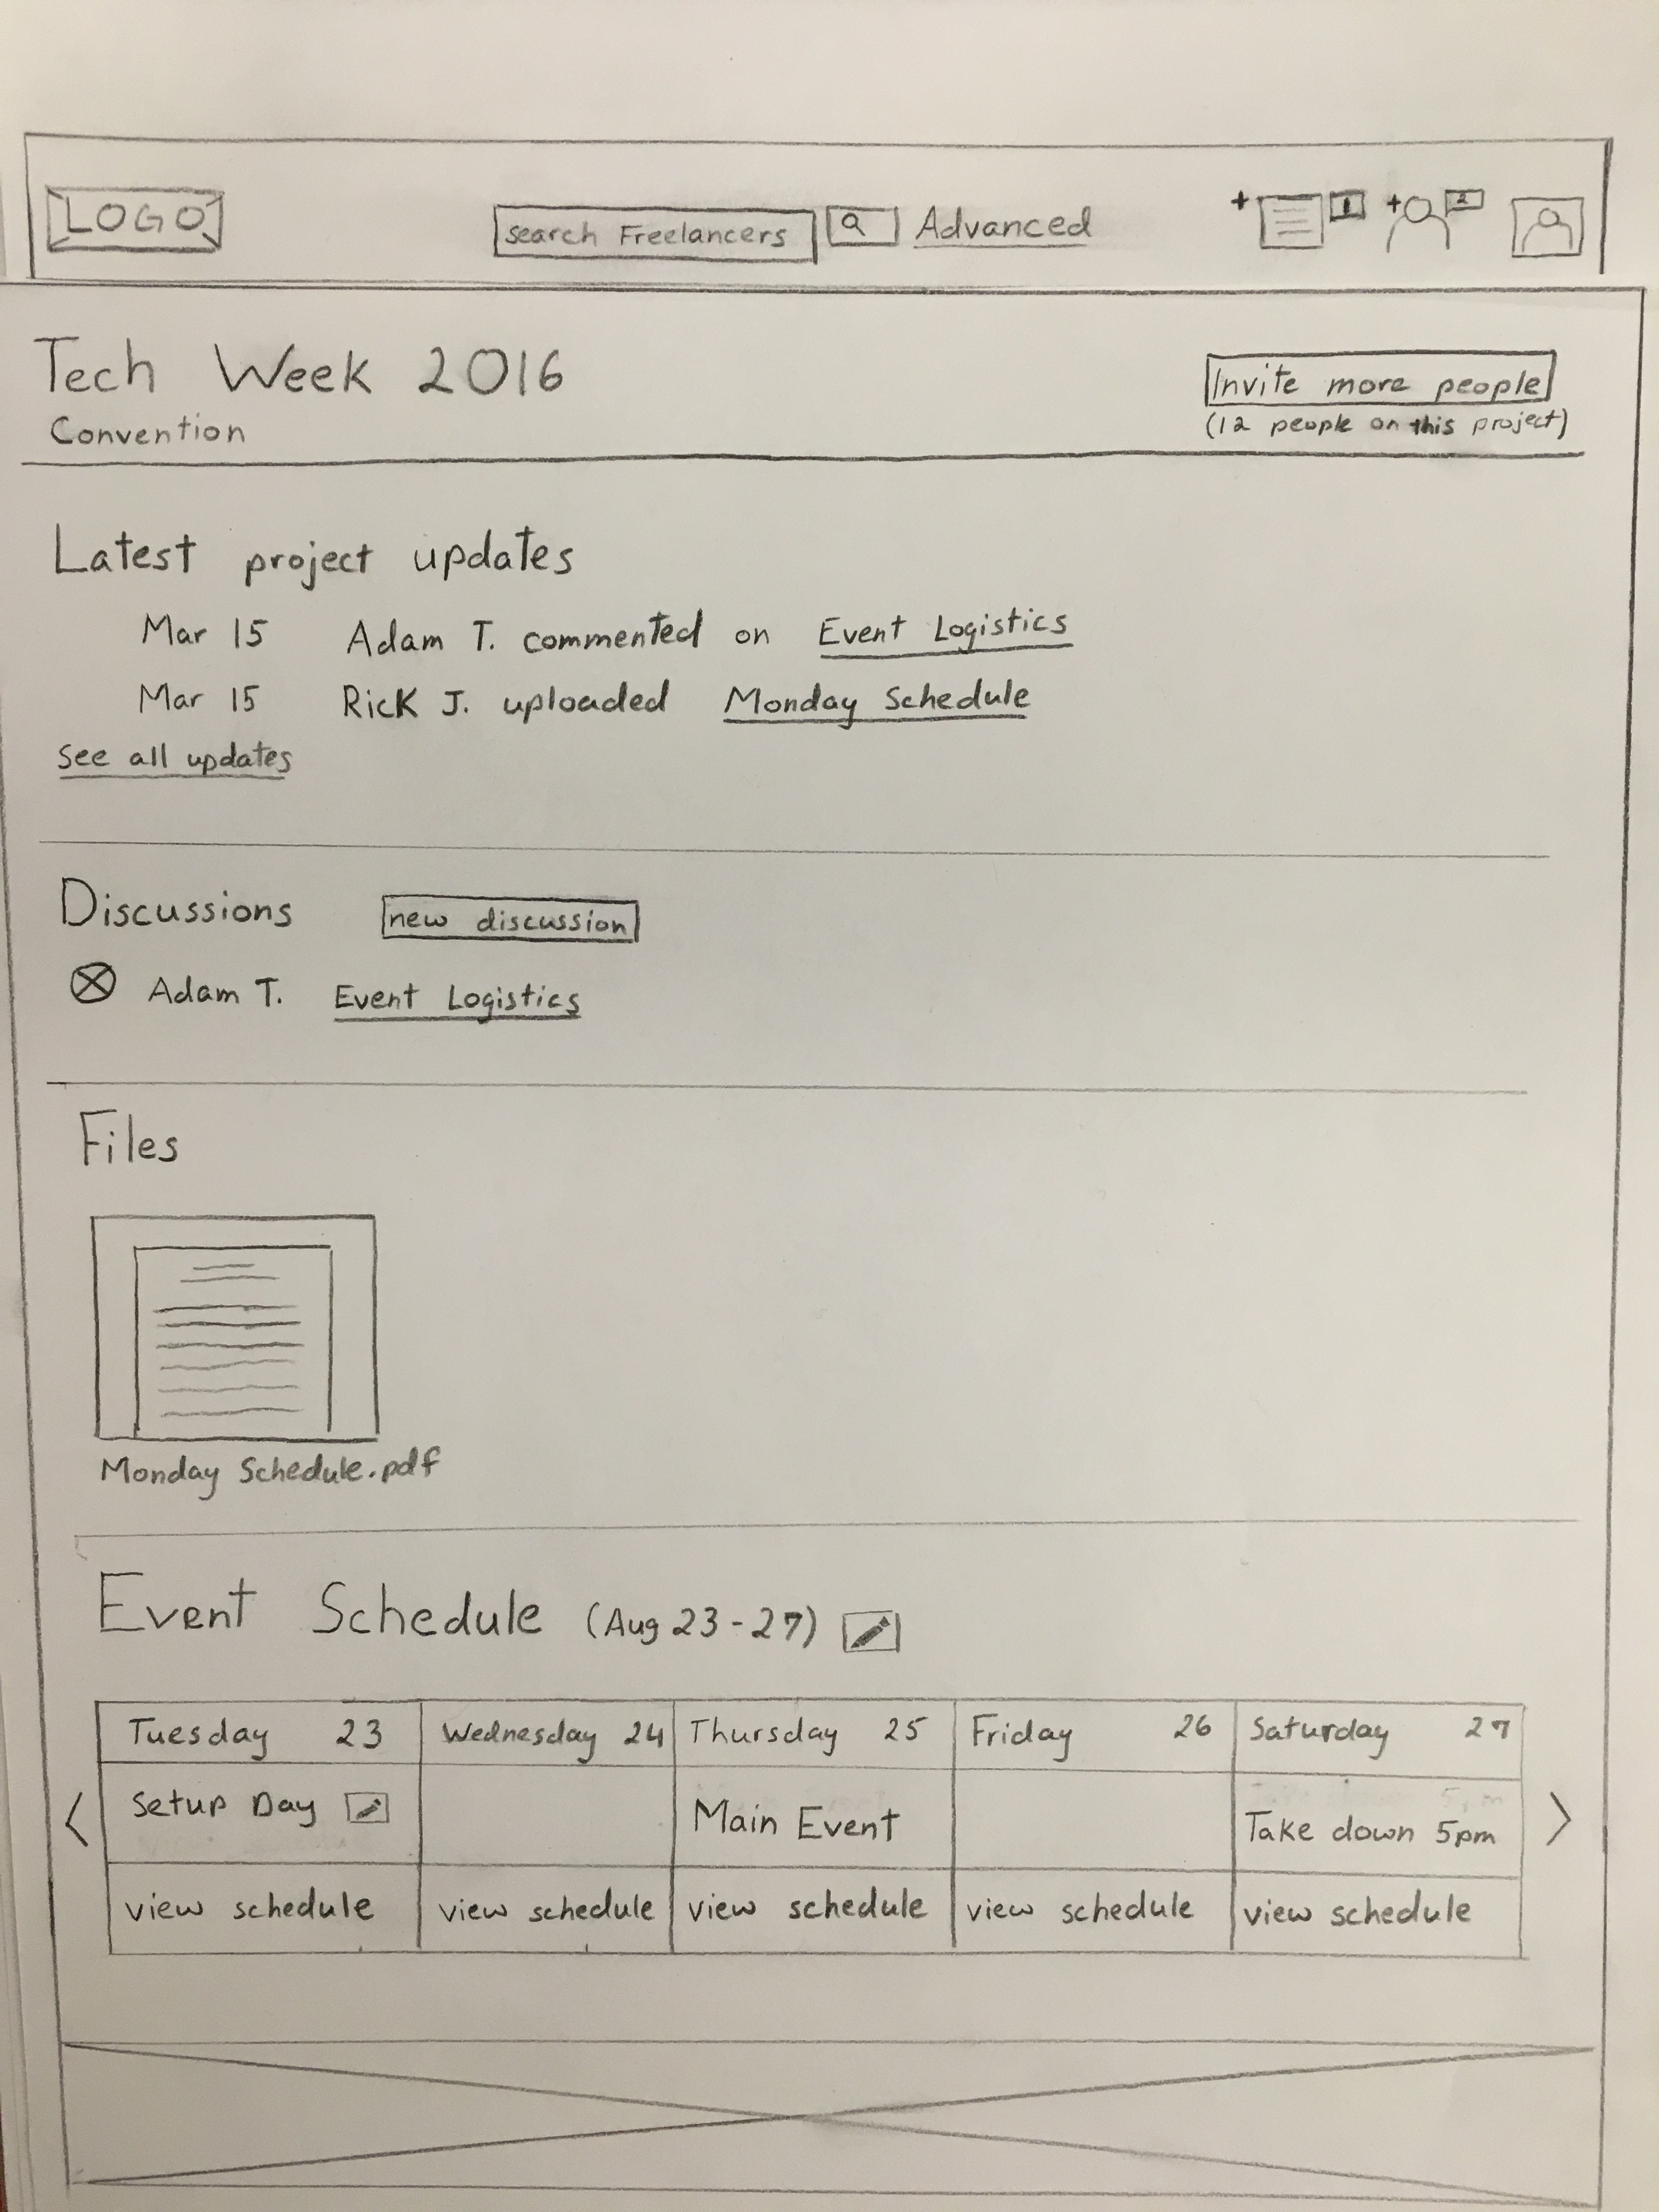 LOGO search Freelancers Advanced + 1 + 2
Tech Week 2016 Invite more people
Convention (12 people on this project)
Latest project updates
Mar 15 Adam T. commented on Event Logistics
Mar 15 Rick J. uploaded Monday Schedule
see all updates
Discussions new discussion
Adam T. Event Logistics
Files
Monday Schedule.pdf
Event Schedule (Aug 23-27)
Tuesday 23 Wednesday 24 Thursday 25 Friday 26 Saturday 27
< Setup Day Main Event Take down 5pm >
view schedule view schedule view schedule view schedule view schedule